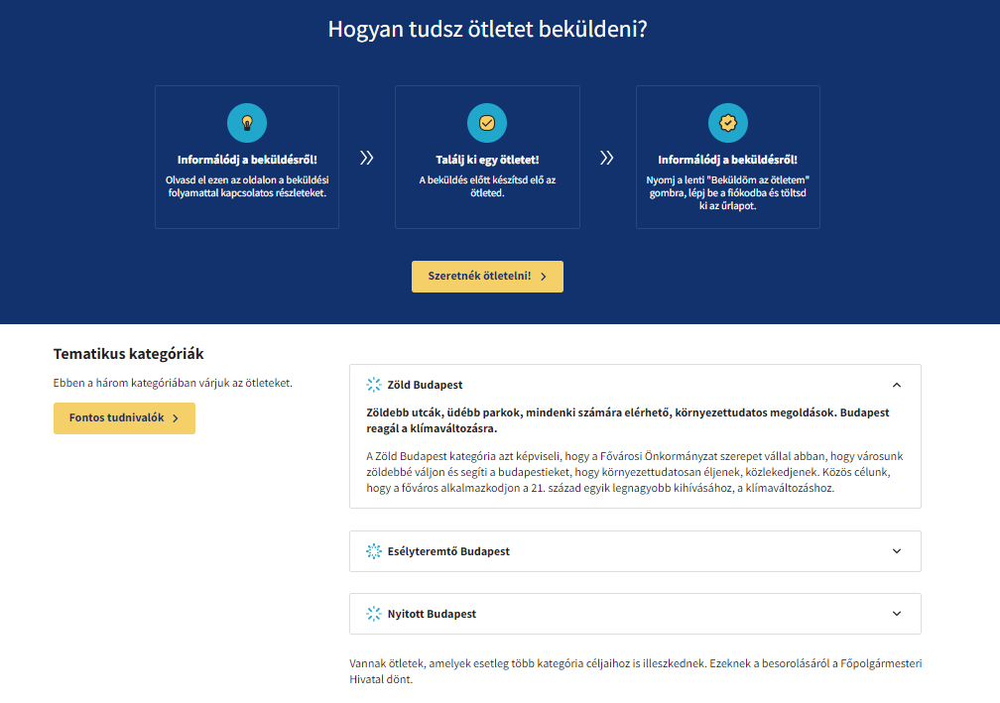 Hogyan tudsz ötletet beküldeni?
Informálódj a beküldésről!
Olvasd el ezen az oldalon a beküldési
folyamattal kapcsolatos részleteket.
Találj ki egy ötletet!
A beküldés előtt készítsd elő az
ötleted.
Informálódj a beküldésről!
Nyomj a lenti "Beküldöm az ötletem"
gombra, lépj be a fiókodba és töltsd
ki az űrlapot.
Szeretnék ötletelni!
Tematikus kategóriák
Ebben a három kategóriában várjuk az ötleteket.
Fontos tudnivalók
Zöld Budapest
Zöldebb utcák, üdébb parkok, mindenki számára elérhető, környezettudatos megoldások. Budapest
reagál a klímaváltozásra.
A Zöld Budapest kategória azt képviseli, hogy a Fővárosi Önkormányzat szerepet vállal abban, hogy városunk
zöldebbé váljon és segíti a budapestieket, hogy környezettudatosan éljenek, közlekedjenek. Közös célunk,
hogy a főváros alkalmazkodjon a 21. század egyik legnagyobb kihívásához, a klímaváltozáshoz.
Esélyteremtő Budapest
Nyitott Budapest
Vannak ötletek, amelyek esetleg több kategória céljaihoz is illeszkednek. Ezeknek a besorolásáról a Főpolgármesteri
Hivatal dönt.